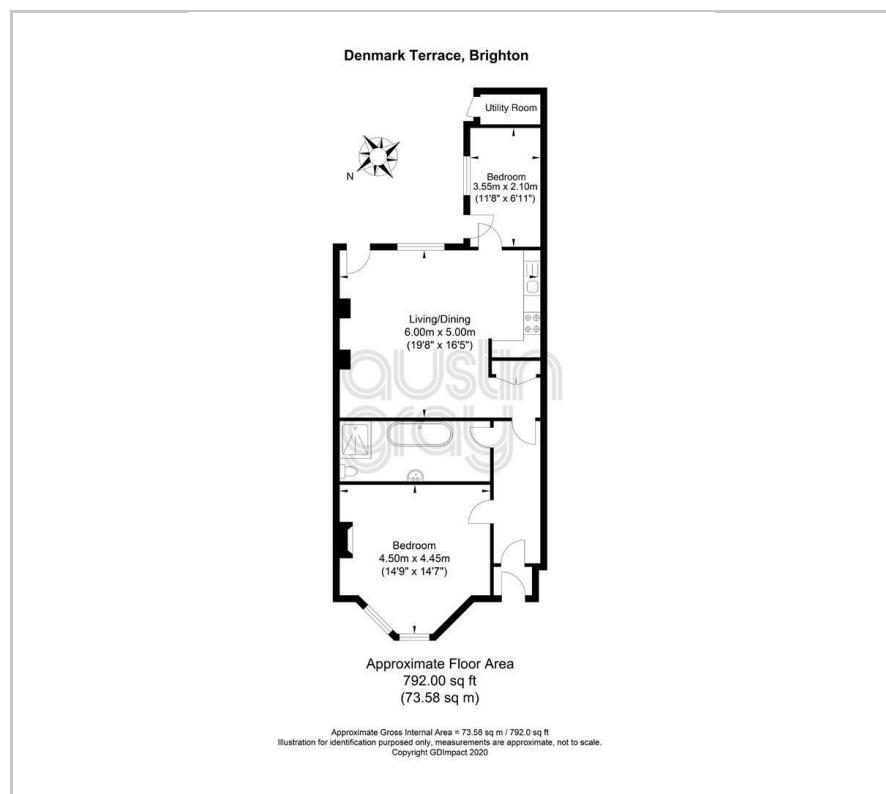 Denmark Terrace, Brighton
Utility Room
N
Bedroom
3.55m x 2.10m
(11'8" x 6'11")
Living/Dining
6.00m x 5.00m
(19'8" x 16'5")
austin
gray
Bedroom
4.50m x 4.45m
(14'9" x 14'7")
Approximate Floor Area
792.00 sq ft
(73.58 sq m)
Approximate Gross Internal Area = 73.58 sq m / 792.0 sq ft
Illustration for identification purposed only, measurements are approximate, not to scale.
Copyright GDImpact 2020